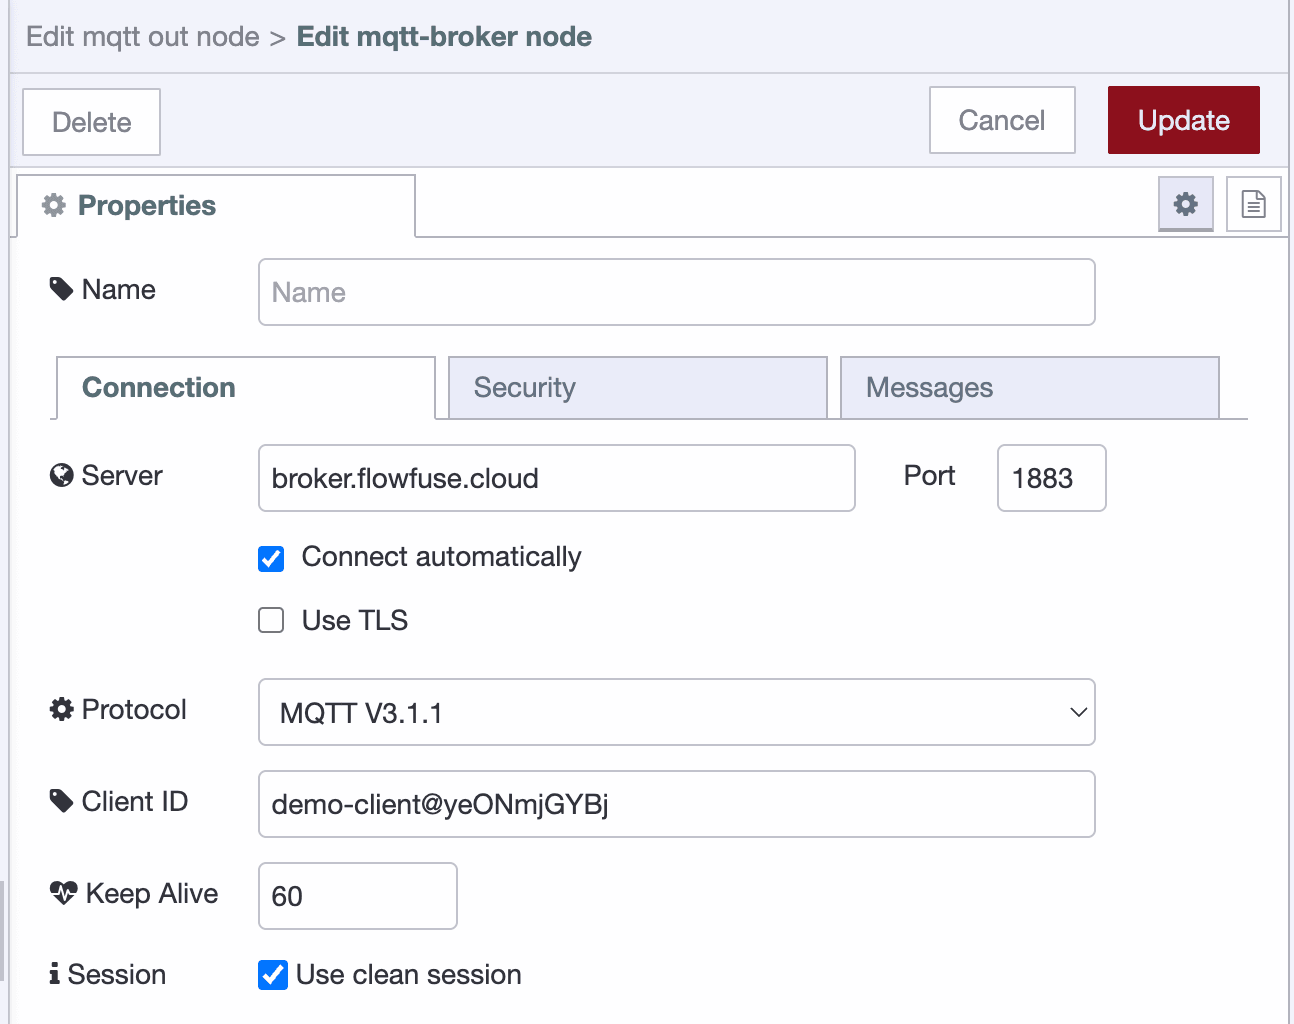 Edit mqtt out node > Edit mqtt-broker node
Delete Cancel Update
Properties
Name Name
Connection Security Messages
Server broker.flowfuse.cloud Port 1883
Connect automatically
Use TLS
Protocol MQTT V3.1.1
Client ID demo-client@yeONmjGYBj
Keep Alive 60
Session Use clean session